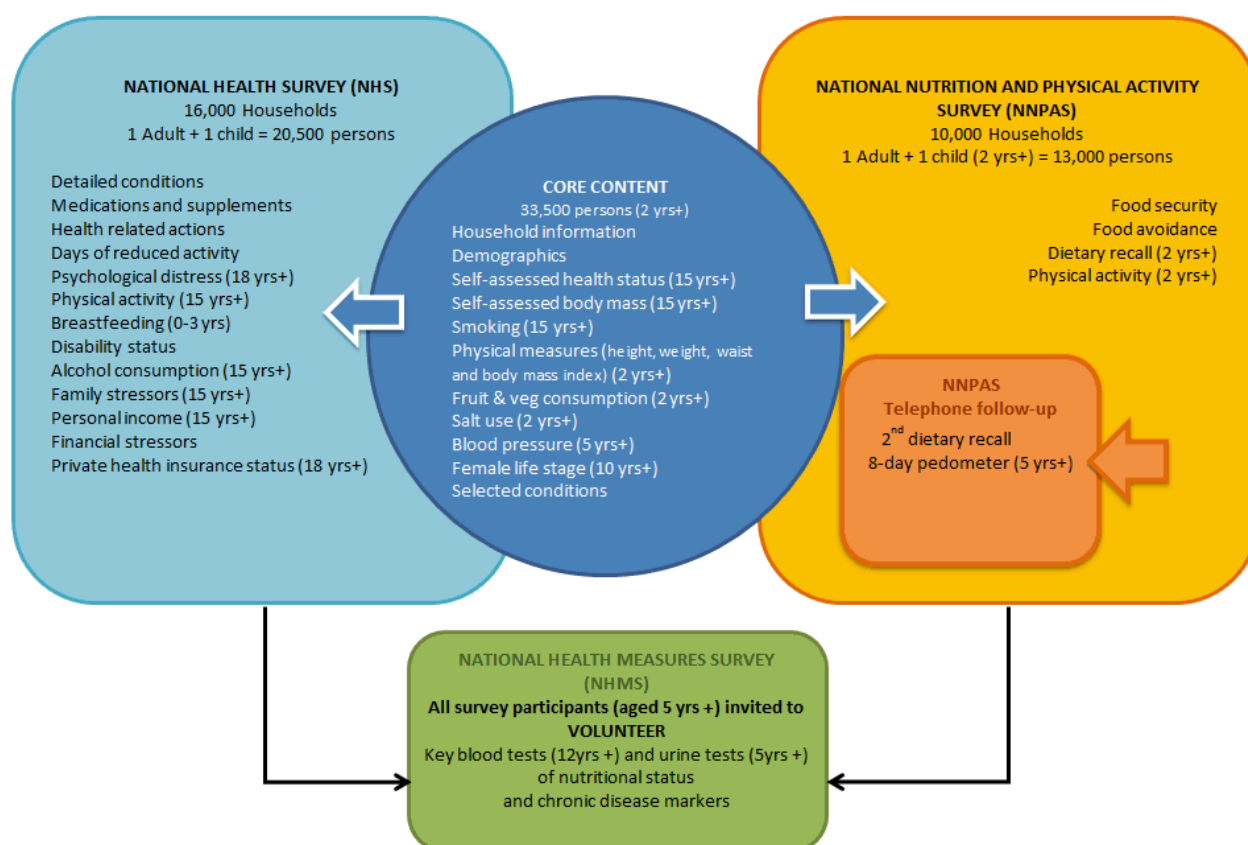 NATIONAL HEALTH SURVEY (NHS)
16,000 Households
1 Adult + 1 child = 20,500 persons
Detailed conditions
Medications and supplements
Health related actions
Days of reduced activity
Psychological distress (18 yrs+)
Physical activity (15 yrs+)
Breastfeeding (0-3 yrs)
Disability status
Alcohol consumption (15 yrs+)
Family stressors (15 yrs+)
Personal income (15 yrs+)
Financial stressors
Private health insurance status (18 yrs+)
CORE CONTENT
33,500 persons (2 yrs+)
Household information
Demographics
Self-assessed health status (15 yrs+)
Self-assessed body mass (15 yrs+)
Smoking (15 yrs+)
Physical measures (height, weight, waist
and body mass index) (2 yrs+)
Fruit & veg consumption (2 yrs+)
Salt use (2 yrs+)
Blood pressure (5 yrs+)
Female life stage (10 yrs+)
Selected conditions
NATIONAL NUTRITION AND PHYSICAL ACTIVITY
SURVEY (NNPAS)
10,000 Households
1 Adult + 1 child (2 yrs+) = 13,000 persons
Food security
Food avoidance
Dietary recall (2 yrs+)
Physical activity (2 yrs+)
NNPAS
Telephone follow-up
2nd dietary recall
8-day pedometer (5 yrs+)
NATIONAL HEALTH MEASURES SURVEY
(NHMS)
All survey participants (aged 5 yrs +) invited to
VOLUNTEER
Key blood tests (12yrs +) and urine tests (5yrs +)
of nutritional status
and chronic disease markers